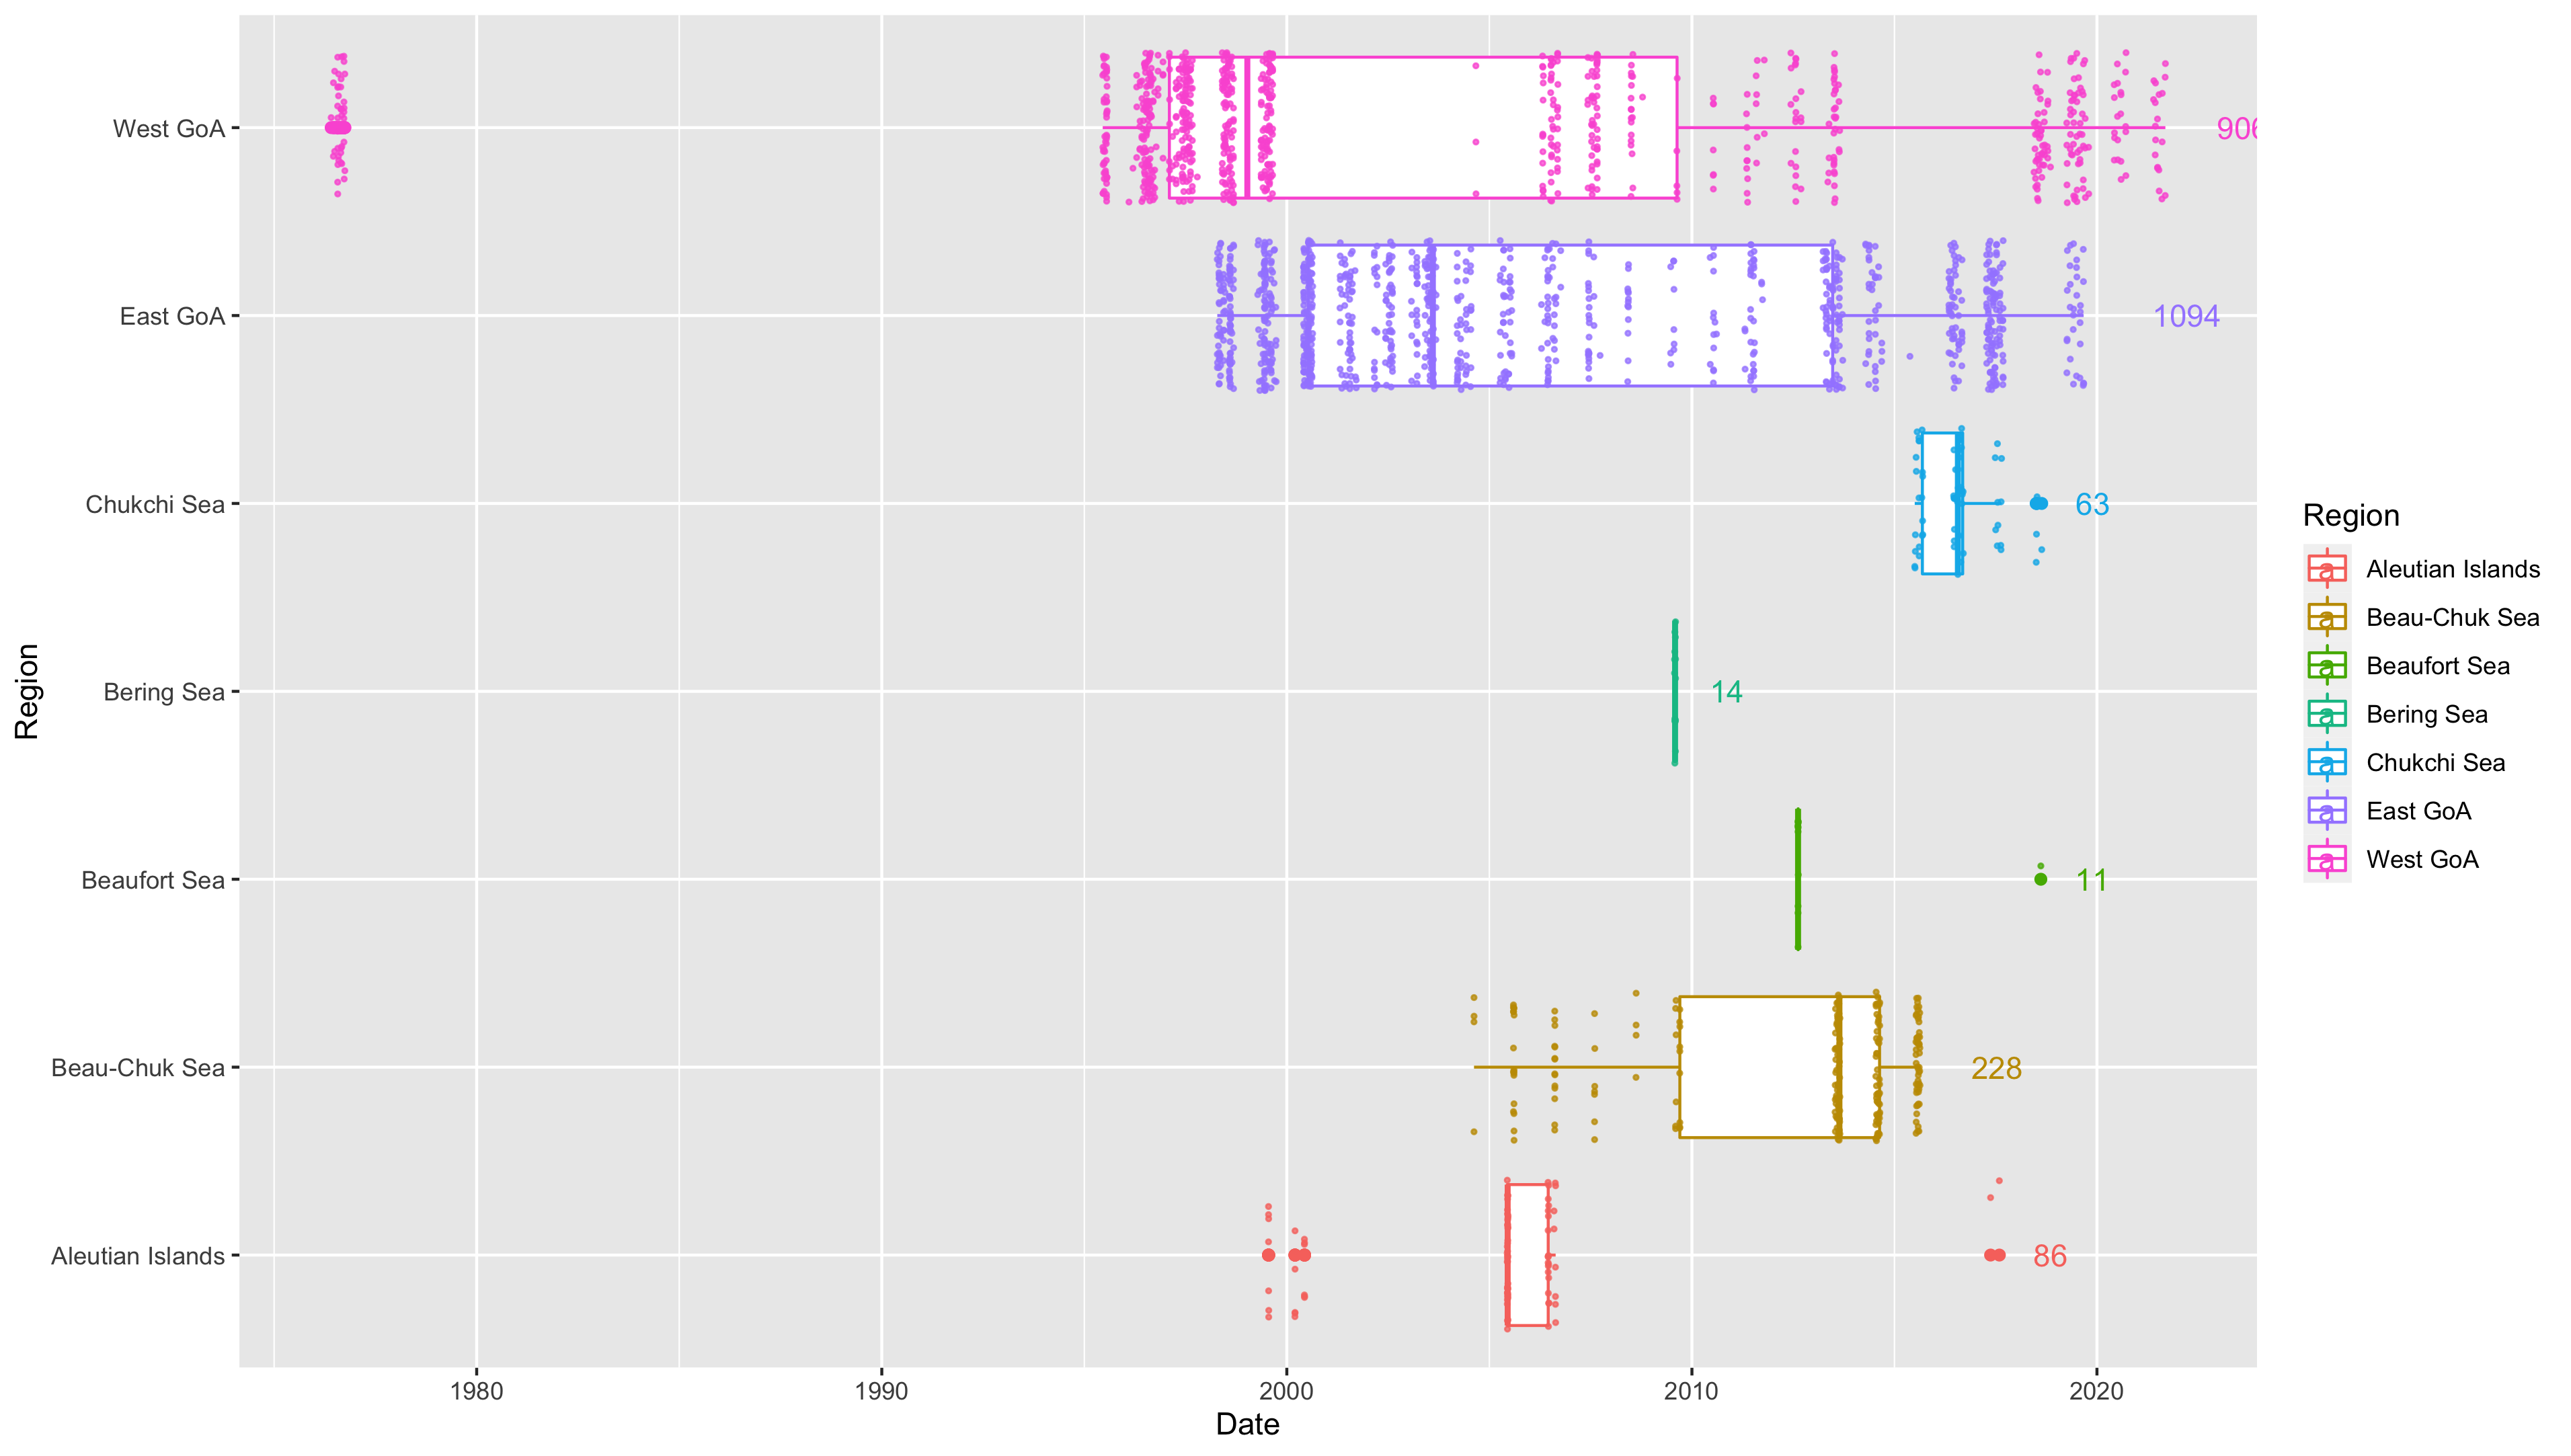 West GoA
906
East GoA
1094
Chukchi Sea
63
Bering Sea
14
Beaufort Sea
11
Beau-Chuk Sea
228
Aleutian Islands
86
Region
1980
1990
2000
2010
2020
Date
Region
a Aleutian Islands
a Beau-Chuk Sea
a Beaufort Sea
a Bering Sea
a Chukchi Sea
a East GoA
a West GoA